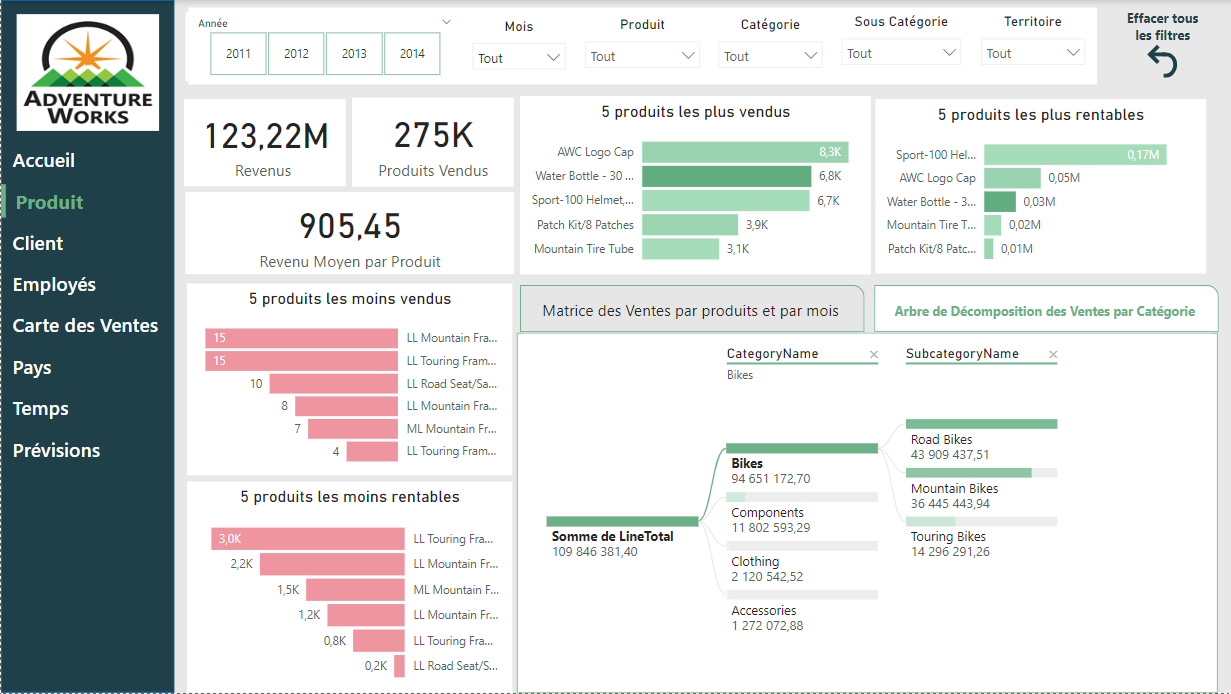 ADVENTURE
WORKS
Accueil
Produit
Client
Employés
Carte des Ventes
Pays
Temps
Prévisions
Année
2011
2012
2013
2014
Mois
Tout
Produit
Tout
Catégorie
Tout
Sous Catégorie
Tout
Territoire
Tout
Effacer tous
les filtres
123,22M
Revenus
275K
Produits Vendus
905,45
Revenu Moyen par Produit
5 produits les plus vendus
AWC Logo Cap 8,3K
Water Bottle - 30 ... 6,8K
Sport-100 Helmet,... 6,7K
Patch Kit/8 Patches 3,9K
Mountain Tire Tube 3,1K
5 produits les plus rentables
Sport-100 Hel... 0,17M
AWC Logo Cap 0,05M
Water Bottle - 3... 0,03M
Mountain Tire T... 0,02M
Patch Kit/8 Patc... 0,01M
5 produits les moins vendus
15 LL Mountain Fra...
15 LL Touring Fram...
10 LL Road Seat/Sa...
8 LL Mountain Fra...
7 ML Mountain Fr...
4 LL Touring Fram...
5 produits les moins rentables
3,0K LL Touring Fra...
2,2K LL Mountain Fr...
1,5K ML Mountain F...
1,2K LL Mountain Fr...
0,8K LL Touring Fra...
0,2K LL Road Seat/S...
Matrice des Ventes par produits et par mois
Arbre de Décomposition des Ventes par Catégorie
CategoryName
Bikes
SubcategoryName
Somme de LineTotal
109 846 381,40
Bikes
94 651 172,70
Components
11 802 593,29
Clothing
2 120 542,52
Accessories
1 272 072,88
Road Bikes
43 909 437,51
Mountain Bikes
36 445 443,94
Touring Bikes
14 296 291,26